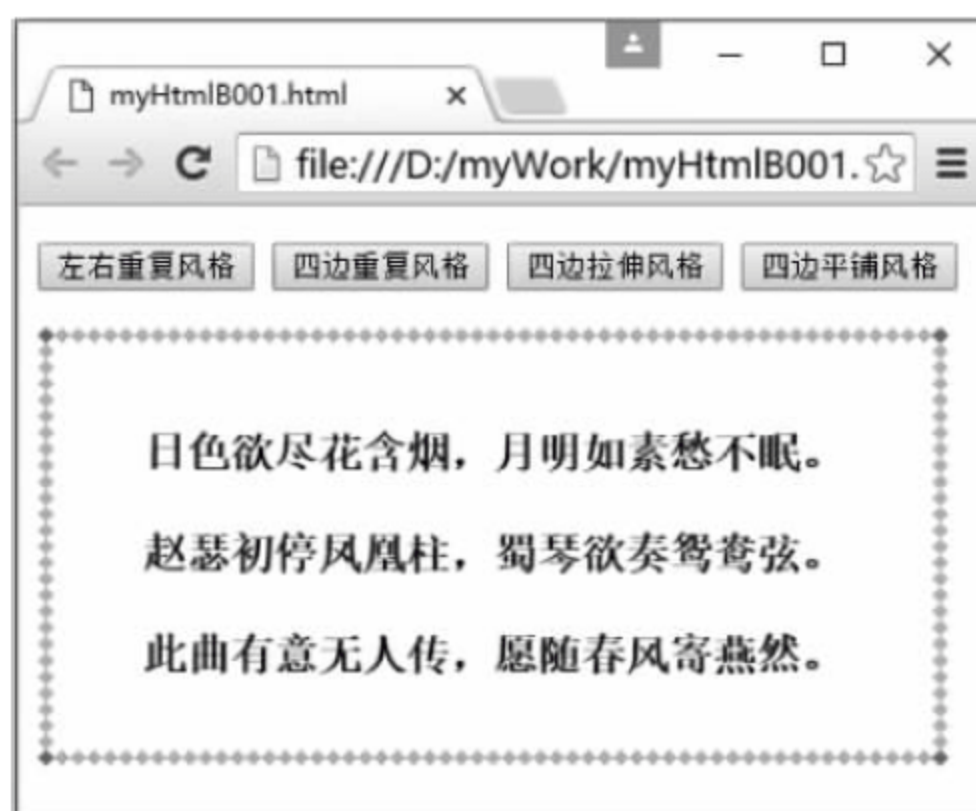 myHtmlB001.html
file:///D:/myWork/myHtmlB001.
左右重复风格 四边重复风格 四边拉伸风格 四边平铺风格
日色欲尽花含烟，月明如素愁不眠。
赵瑟初停凤凰柱，蜀琴欲奏鸳鸯弦。
此曲有意无人传，愿随春风寄燕然。